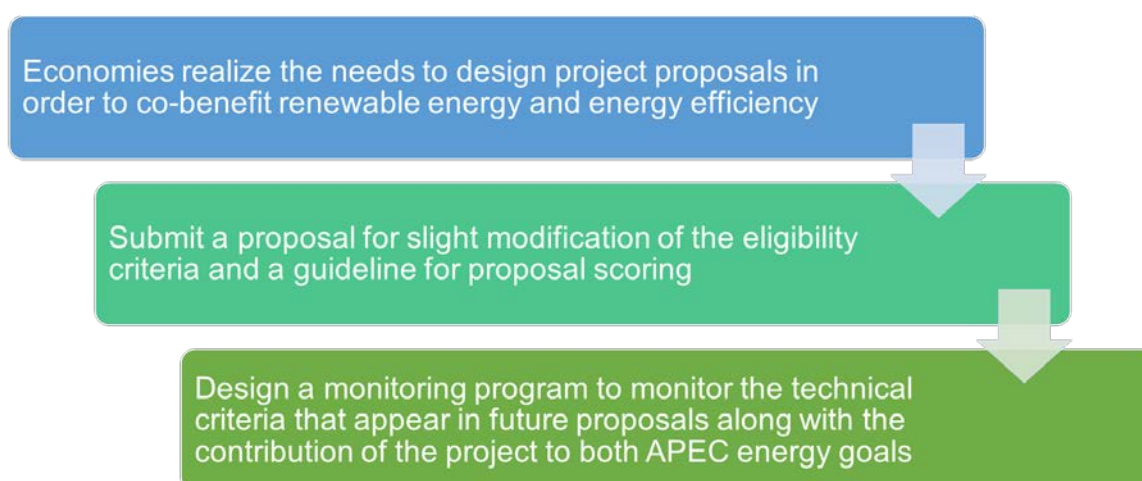 Economies realize the needs to design project proposals in
order to co-benefit renewable energy and energy efficiency
Submit a proposal for slight modification of the eligibility
criteria and a guideline for proposal scoring
Design a monitoring program to monitor the technical
criteria that appear in future proposals along with the
contribution of the project to both APEC energy goals